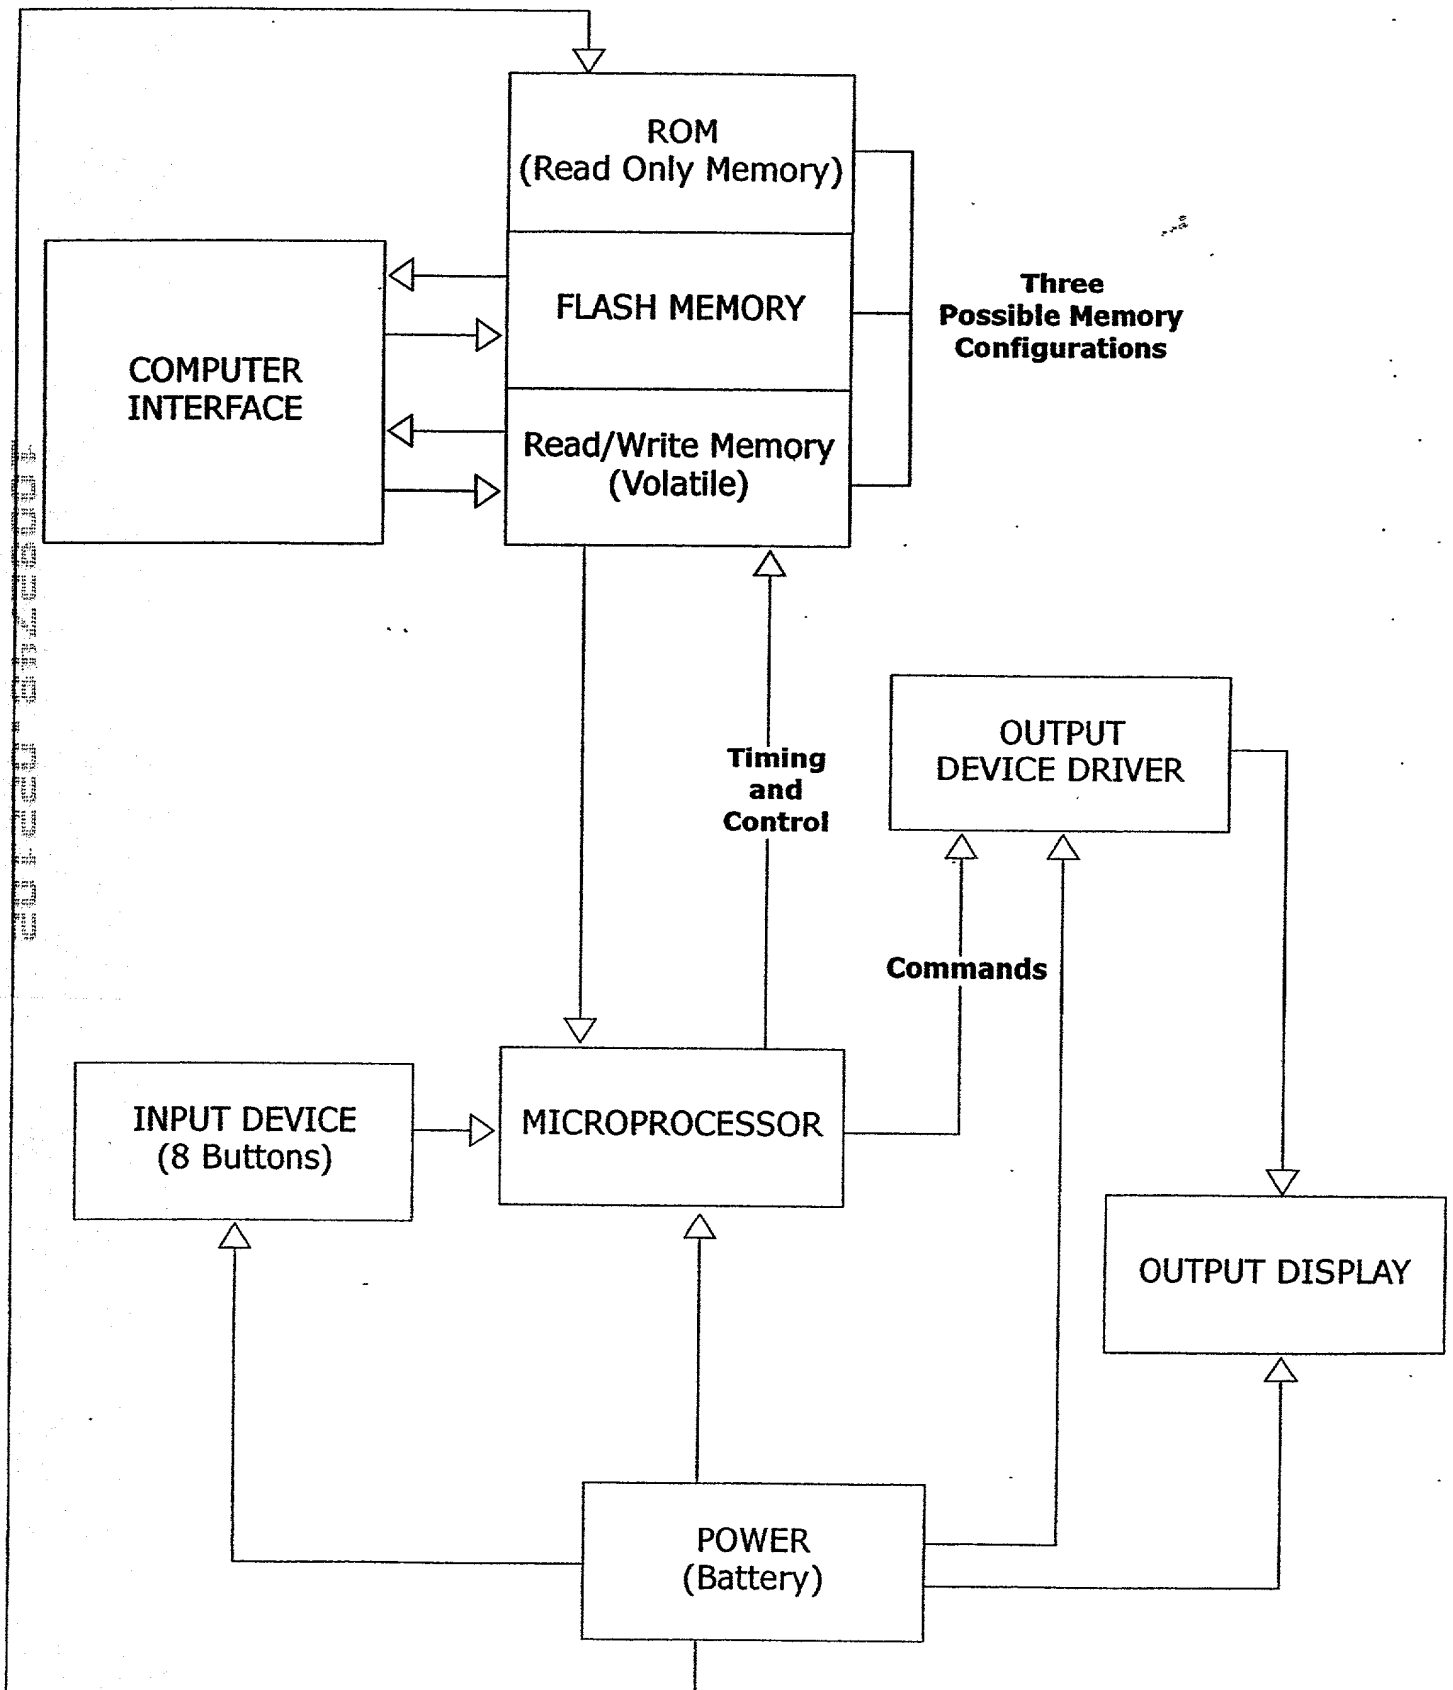 ROM
(Read Only Memory)
FLASH MEMORY
Read/Write Memory
(Volatile)
Three
Possible Memory
Configurations
COMPUTER
INTERFACE
Timing
and
Control
OUTPUT
DEVICE DRIVER
Commands
INPUT DEVICE
(8 Buttons)
MICROPROCESSOR
OUTPUT DISPLAY
POWER
(Battery)